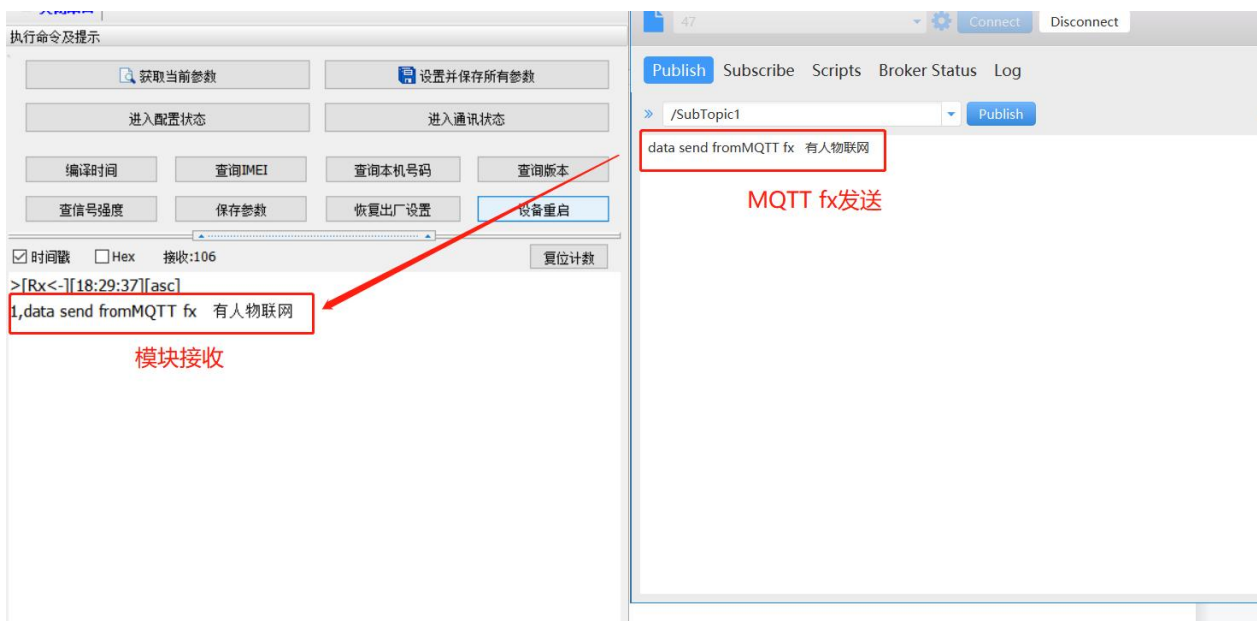 执行命令及提示
获取当前参数
设置并保存所有参数
进入配置状态
进入通讯状态
编译时间
查询IMEI
查询本机号码
查询版本
查信号强度
保存参数
恢复出厂设置
设备重启
时间戳
Hex
接收:106
复位计数
>[Rx<-][18:29:37][asc]
1,data send fromMQTT fx 有人物联网
模块接收
47
Connect
Disconnect
Publish
Subscribe
Scripts
Broker Status
Log
/SubTopic1
Publish
data send fromMQTT fx 有人物联网
MQTT fx发送